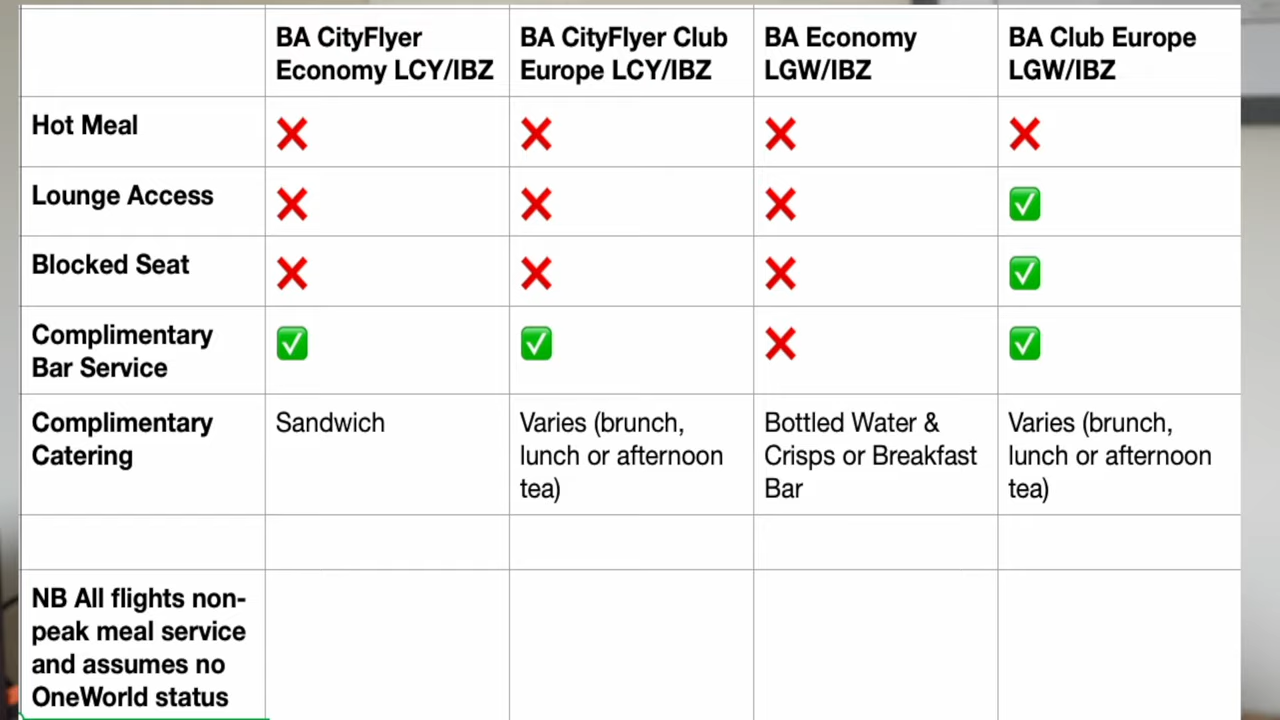 BA CityFlyer
Economy LCY/IBZ
BA CityFlyer Club
Europe LCY/IBZ
BA Economy
LGW/IBZ
BA Club Europe
LGW/IBZ
Hot Meal
❌ ❌ ❌ ❌
Lounge Access
❌ ❌ ❌ ✅
Blocked Seat
❌ ❌ ❌ ✅
Complimentary
Bar Service
✅ ✅ ❌ ✅
Complimentary
Catering
Sandwich
Varies (brunch,
lunch or afternoon
tea)
Bottled Water &
Crisps or Breakfast
Bar
Varies (brunch,
lunch or afternoon
tea)
NB All flights non-
peak meal service
and assumes no
OneWorld status